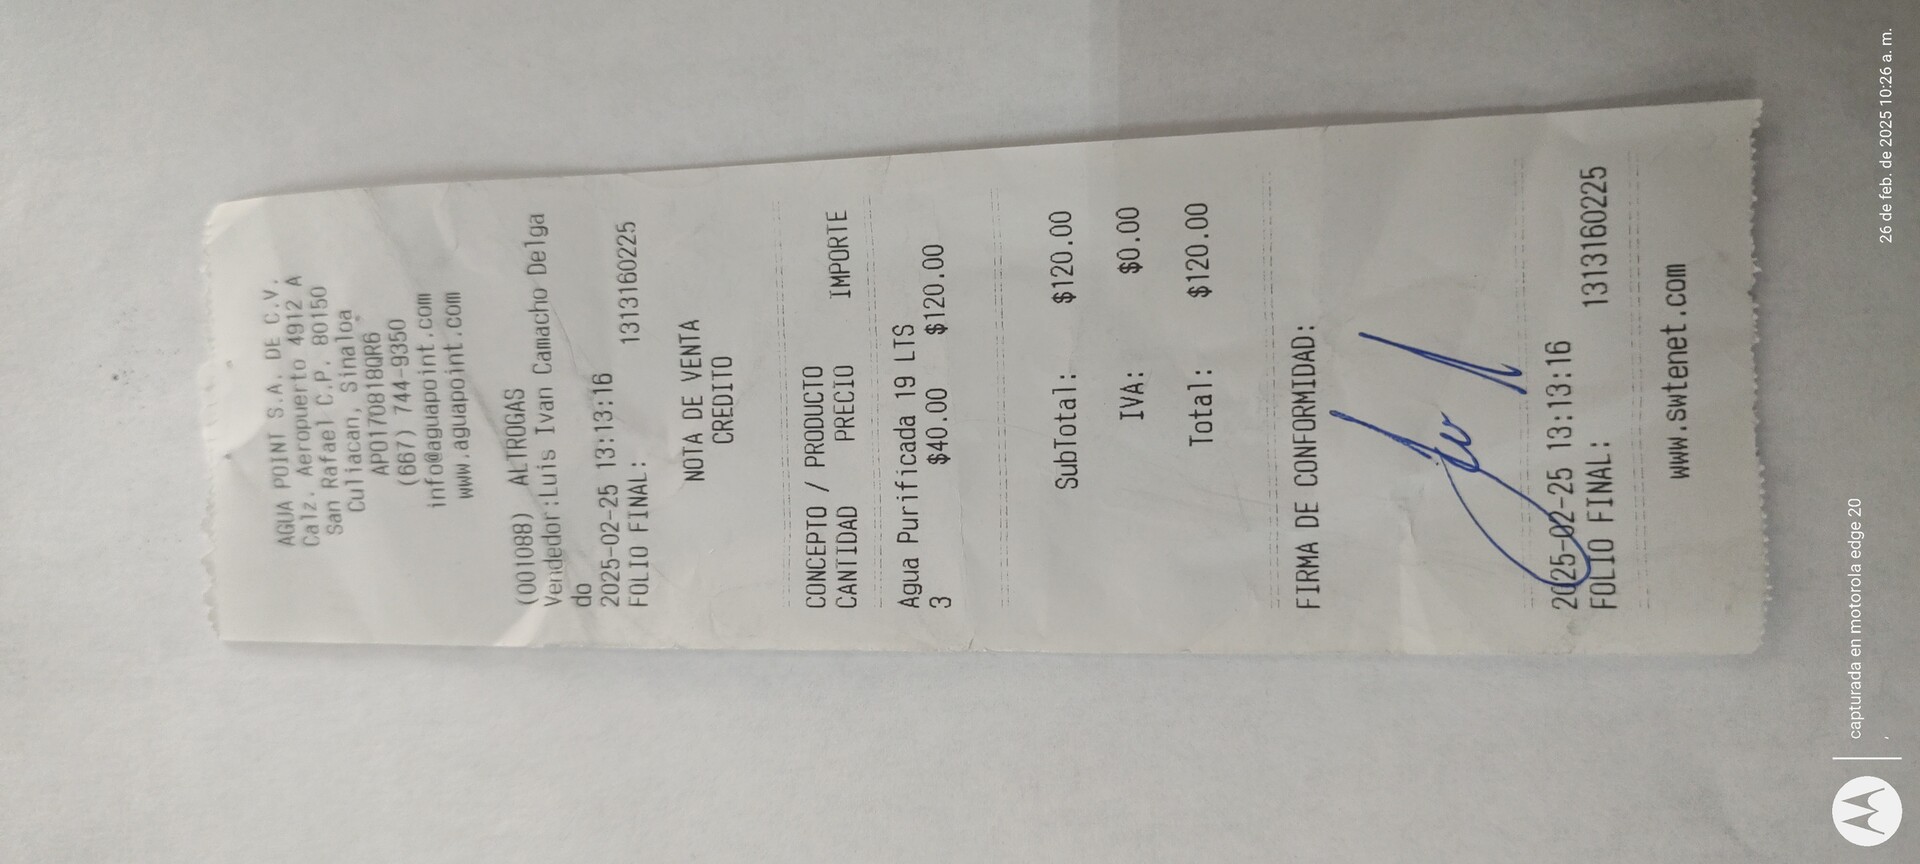 AGUA POINT S.A. DE C.V.
Calz. Aeropuerto 4912 A
San Rafael C.P. 80150
Culiacan, Sinaloa
APO170818QR6
(667) 744-9350
info@aguapoint.com
www.aguapoint.com
(001088) ALTROGAS
Vendedor:Luis Ivan Camacho Delga
do
2025-02-25 13:13:16
FOLIO FINAL: 1313160225
NOTA DE VENTA
CREDITO
CONCEPTO / PRODUCTO
CANTIDAD PRECIO IMPORTE
Agua Purificada 19 LTS
3 $40.00 $120.00
SubTotal: $120.00
IVA: $0.00
Total: $120.00
FIRMA DE CONFORMIDAD:
2025-02-25 13:13:16
FOLIO FINAL: 1313160225
www.swtenet.com
capturada en motorola edge 20
26 de feb. de 2025 10:26 a. m.